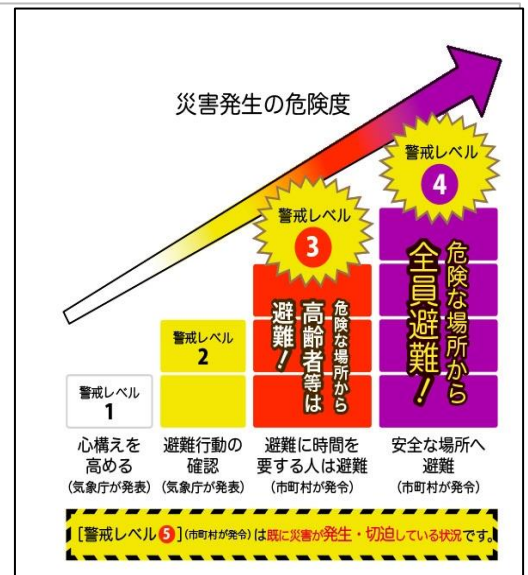 災害発生の危険度
警戒レベル
4
危険な場所から
全員避難！
警戒レベル
3
危険な場所から
高齢者等は
避難！
警戒レベル
2
警戒レベル
1
心構えを
高める
(気象庁が発表)
避難行動の
確認
(気象庁が発表)
避難に時間を
要する人は避難
(市町村が発令)
安全な場所へ
避難
(市町村が発令)
[警戒レベル5](市町村が発令)は既に災害が発生・切迫している状況です。